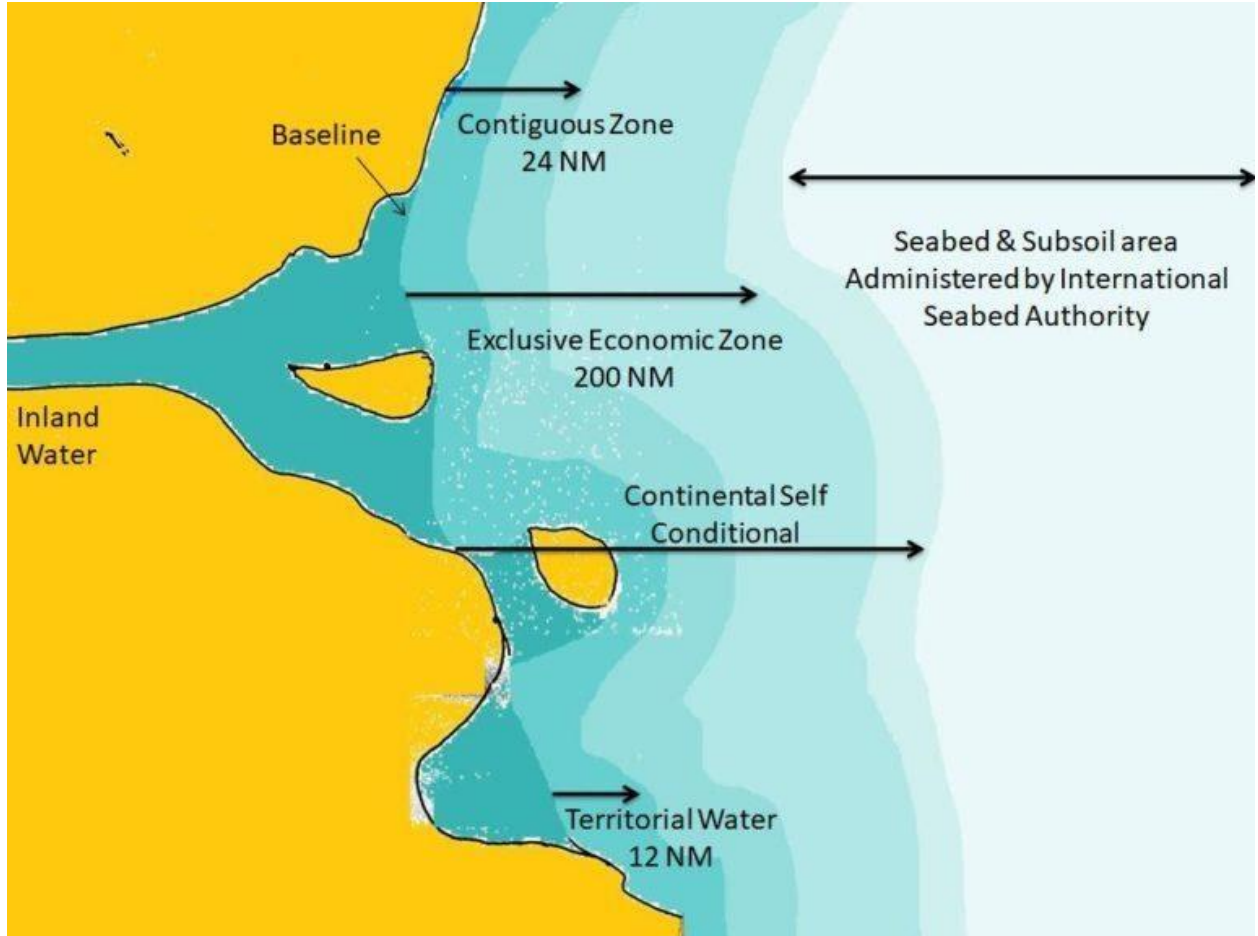 Contiguous Zone
24 NM
Baseline
Seabed & Subsoil area
Administered by International
Seabed Authority
Exclusive Economic Zone
200 NM
Inland
Water
Continental Self
Conditional
Territorial Water
12 NM